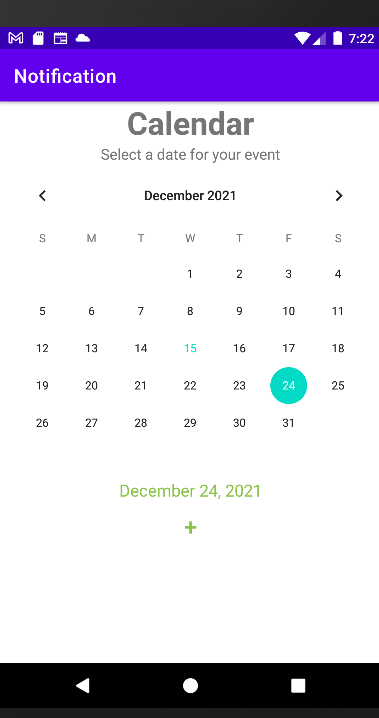 7:22
Notification
Calendar
Select a date for your event
December 2021
S M T W T F S
1 2 3 4
5 6 7 8 9 10 11
12 13 14 15 16 17 18
19 20 21 22 23 24 25
26 27 28 29 30 31
December 24, 2021
+